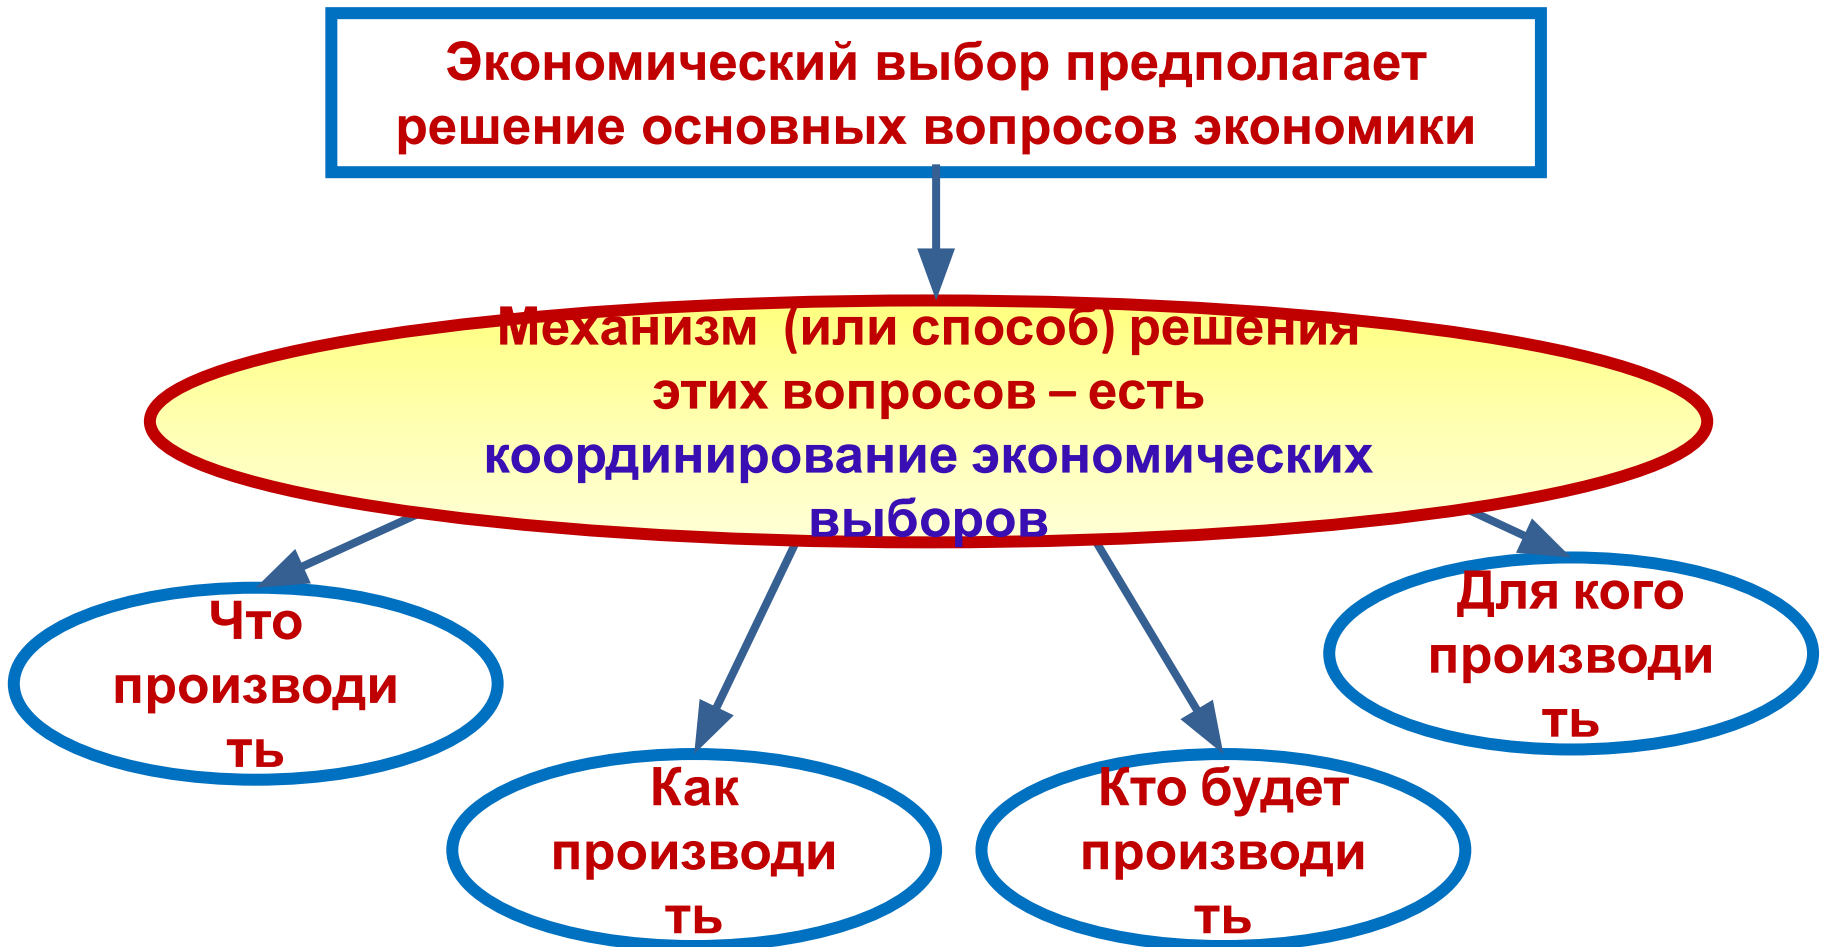 Экономический выбор предполагает
решение основных вопросов экономики
Механизм (или способ) решения
этих вопросов – есть
координирование экономических
выборов
Что
производи
ть
Как
производи
ть
Кто будет
производи
ть
Для кого
производи
ть